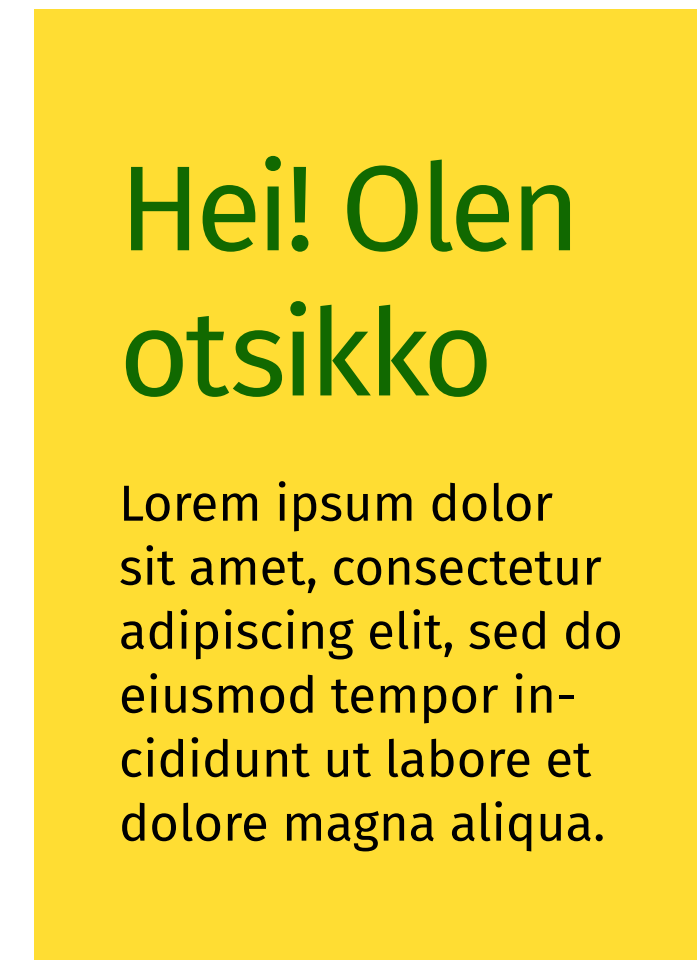 Hei! Olen
otsikko
Lorem ipsum dolor
sit amet, consectetur
adipiscing elit, sed do
eiusmod tempor in-
cididunt ut labore et
dolore magna aliqua.